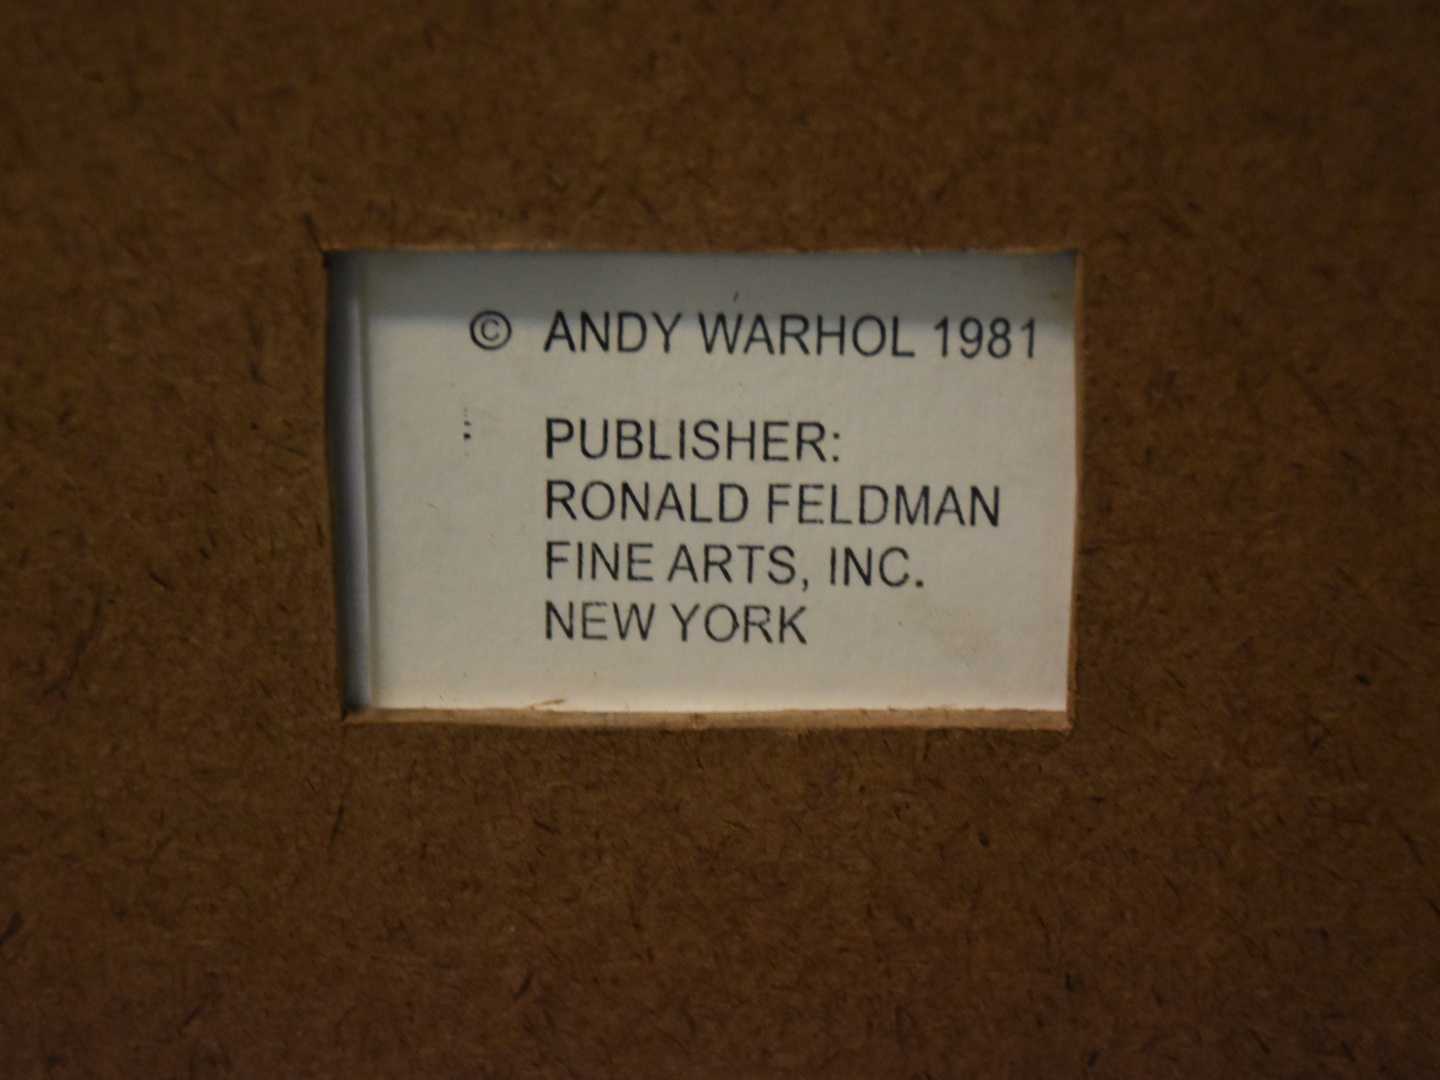 © ANDY WARHOL 1981
PUBLISHER:
RONALD FELDMAN
FINE ARTS, INC.
NEW YORK